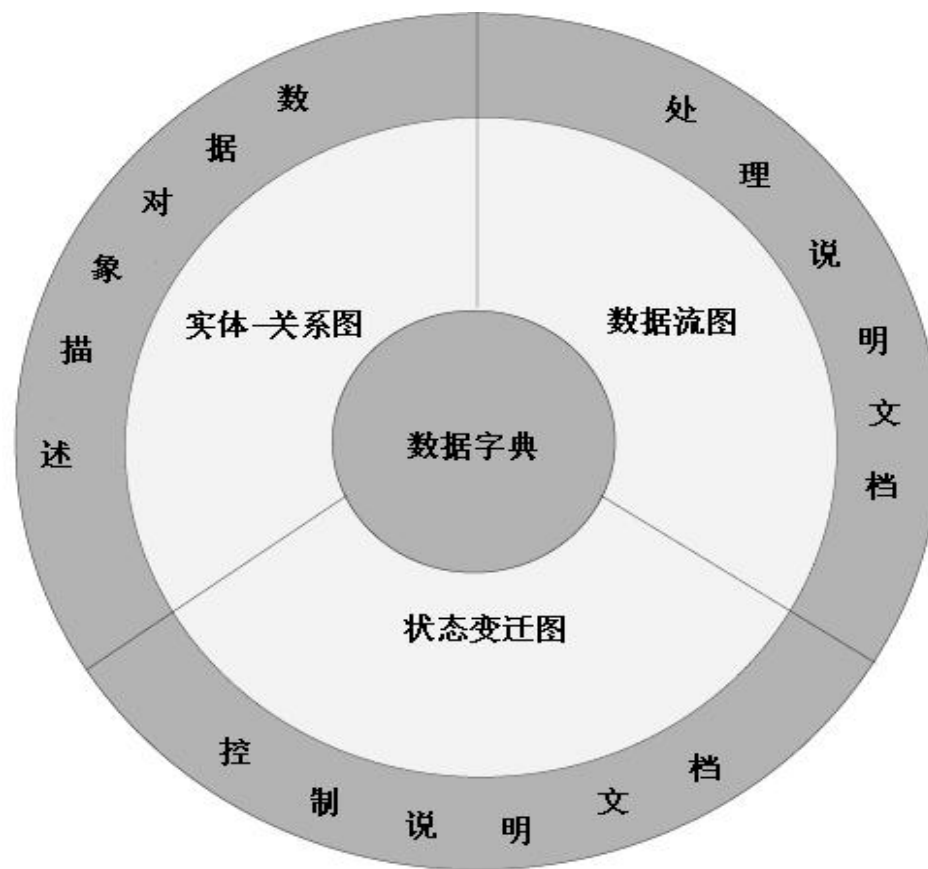 数据对象描述
处理说明文档
实体-关系图
数据流图
数据字典
状态变迁图
控制说明文档